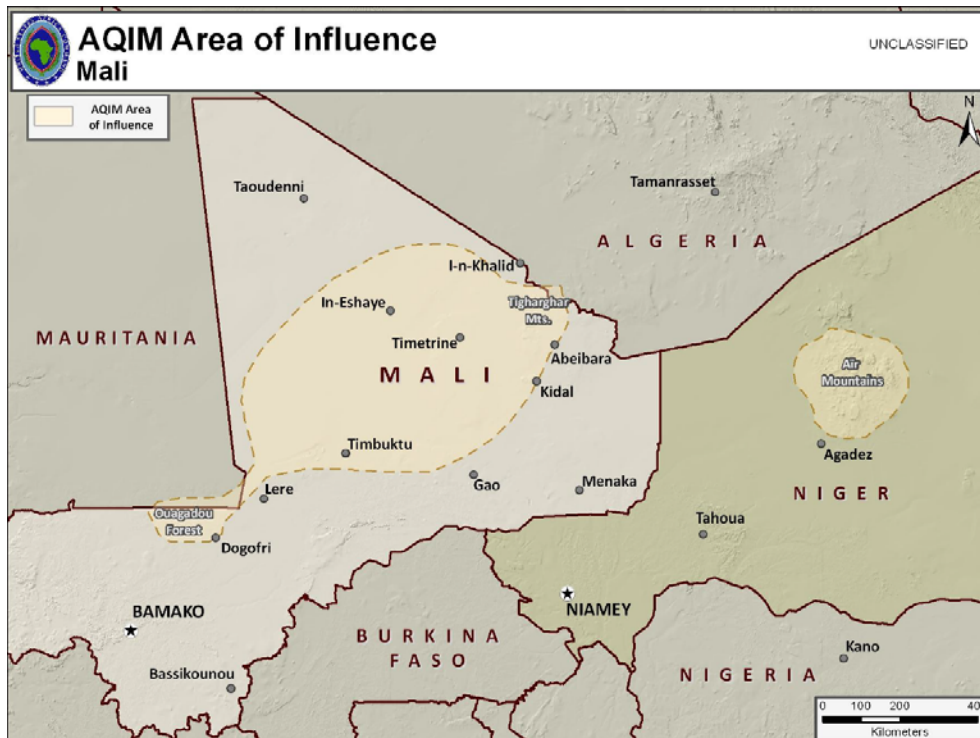 AQIM Area of Influence
Mali
UNCLASSIFIED
AQIM Area
of Influence
N
Taoudenni
Tamanrasset
ALGERIA
I-n-Khalid
In-Eshaye
Tigharghar
Mts.
MAURITANIA
Timetrine
Abeibara
MALI
Kidal
Air
Mountains
Timbuktu
Agadez
Gao
Menaka
Lere
NIGER
Ouagadou
Forest
Dogofri
Tahoua
BAMAKO
NIAMEY
BURKINA
FASO
Kano
Bassikounou
NIGERIA
0 100 200 400
Kilometers